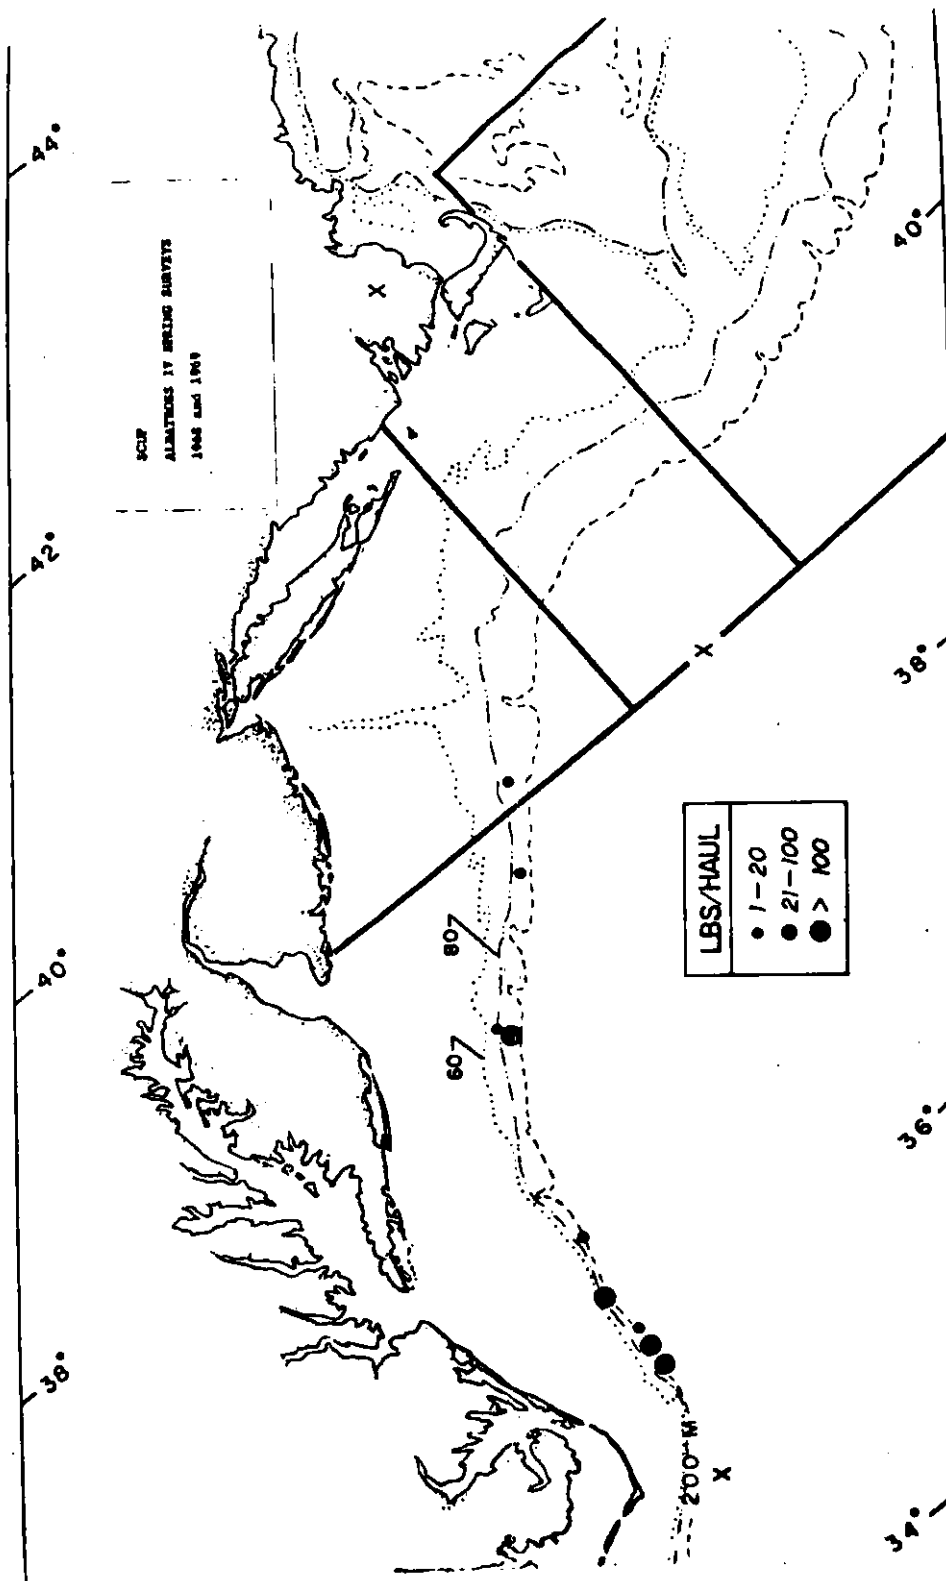 SCUP
ALBATROSS IV SPRING SURVEYS
1968 and 1969
44°
42°
40°
38°
40°
38°
36°
34°
X
X
X
60
80
200 M
LBS/HAUL
1-20
21-100
> 100